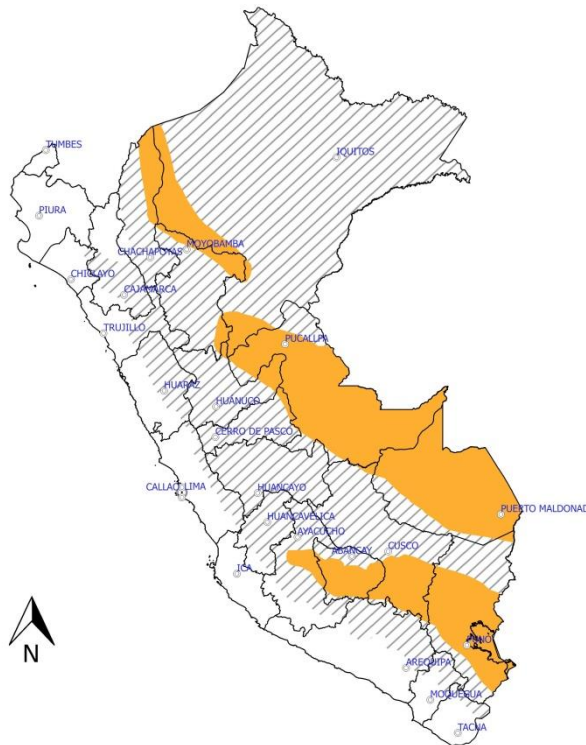 IQUITOS
TUMBES
PIURA
MOYOBAMBA
CHACHAPOYAS
CHICLAYO
CAJAMARCA
TRUJILLO
PUCALLPA
HUARAZ
HUANUCO
CERRO DE PASCO
CALLAO LIMA
HUANCAYO
PUERTO MALDONAD
HUANCAVELICA
AYACUCHO
ABANCAY
CUSCO
ICA
PUNO
AREQUIPA
MOQUEGUA
TACNA
N